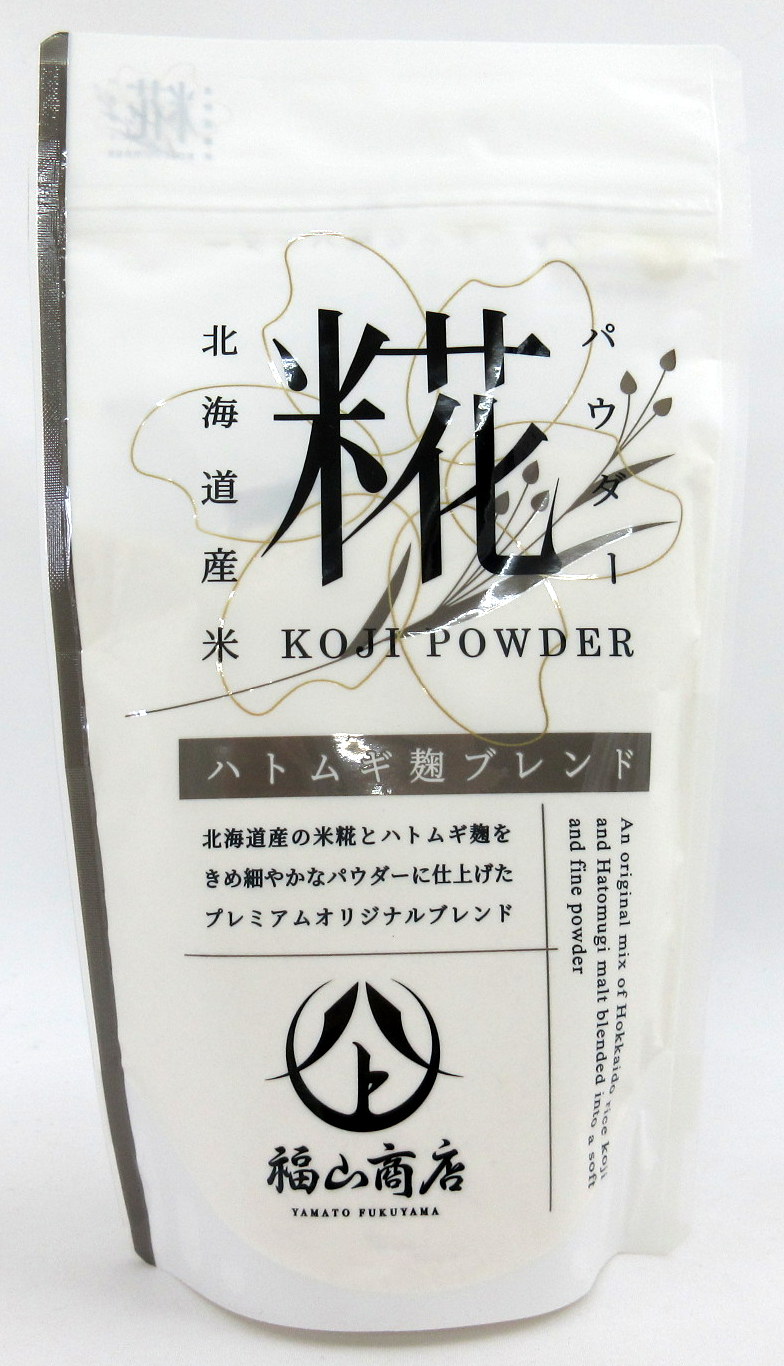 パウダー
糀
北海道産米
KOJI POWDER
ハトムギ麹ブレンド
北海道産の米糀とハトムギ麹を
きめ細やかなパウダーに仕上げた
プレミアムオリジナルブレンド
An original mix of Hokkaido rice koji
and Hatomugi malt blended into a soft
and fine powder
上
福山商店
YAMATO FUKUYAMA